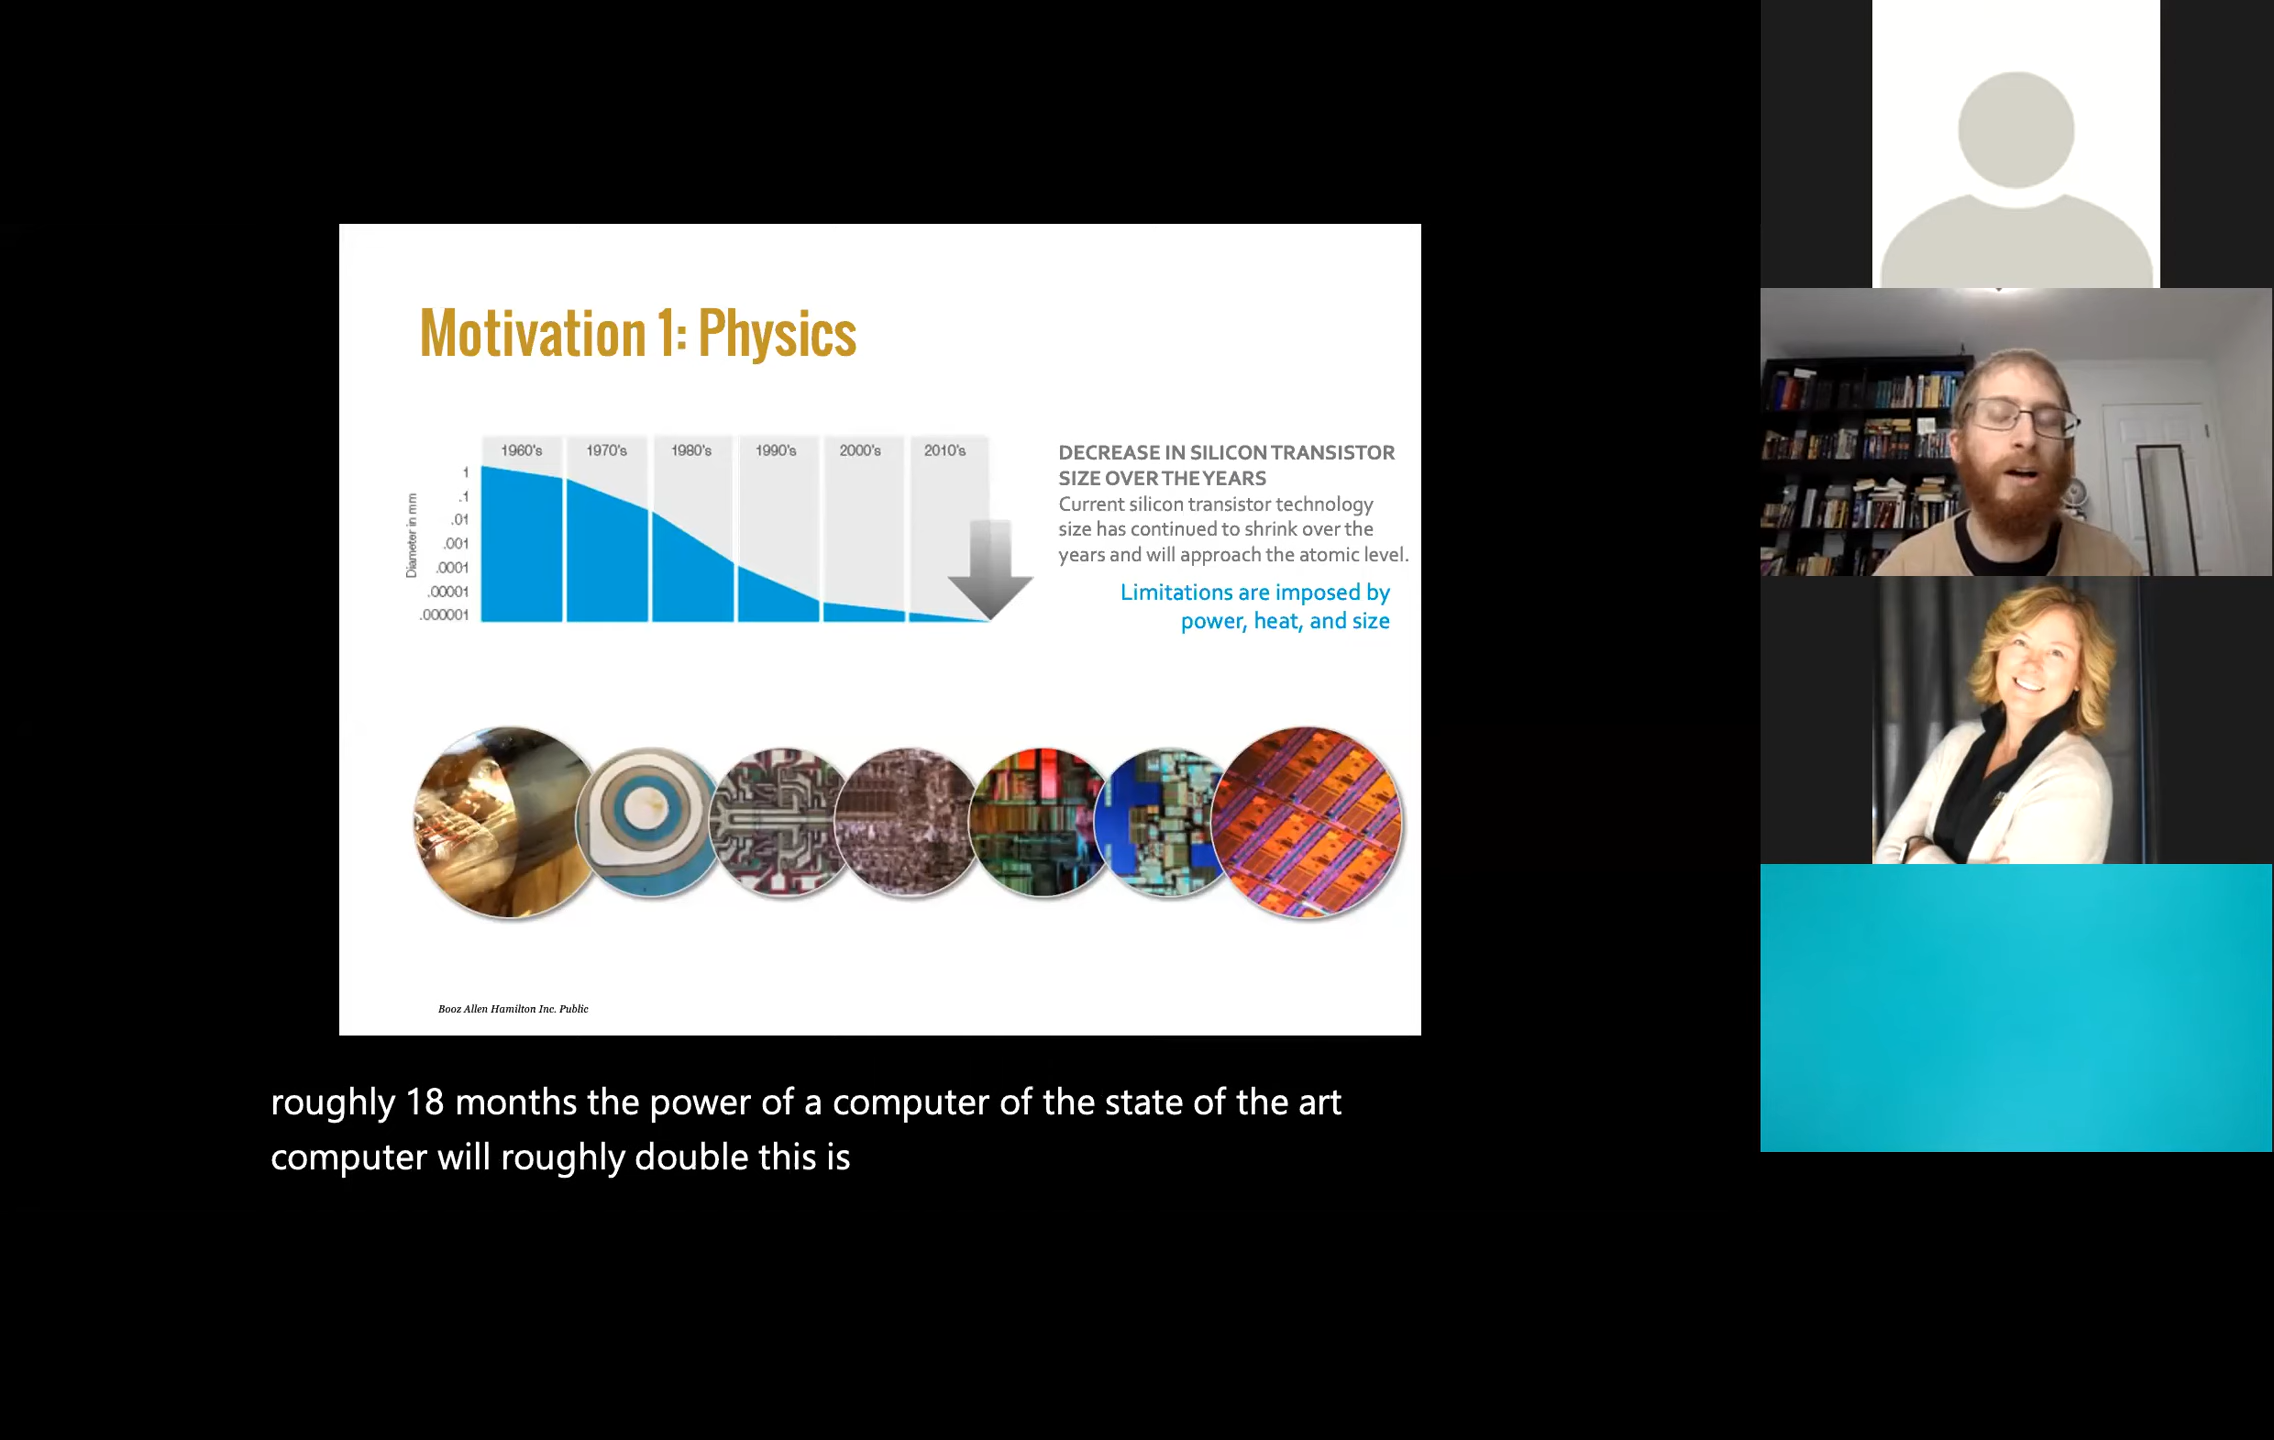 Motivation 1: Physics
1960's 1970's 1980's 1990's 2000's 2010's
Diameter in mm
1
.1
.01
.001
.0001
.00001
.000001
DECREASE IN SILICON TRANSISTOR
SIZE OVER THE YEARS
Current silicon transistor technology
size has continued to shrink over the
years and will approach the atomic level.
Limitations are imposed by
power, heat, and size
Booz Allen Hamilton Inc. Public
roughly 18 months the power of a computer of the state of the art
computer will roughly double this is